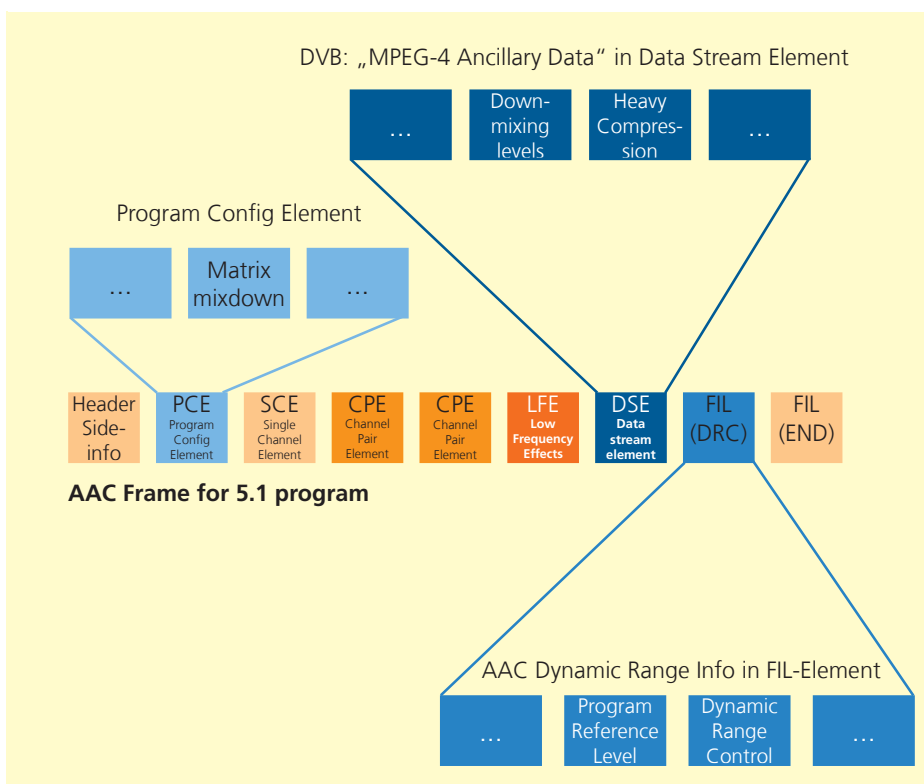 DVB: „MPEG-4 Ancillary Data“ in Data Stream Element
…
Down-
mixing
levels
Heavy
Compres-
sion
…
Program Config Element
…
Matrix
mixdown
…
Header
Side-
info
PCE
Program
Config
Element
SCE
Single
Channel
Element
CPE
Channel
Pair
Element
CPE
Channel
Pair
Element
LFE
Low
Frequency
Effects
DSE
Data
stream
element
FIL
(DRC)
FIL
(END)
AAC Frame for 5.1 program
AAC Dynamic Range Info in FIL-Element
…
Program
Reference
Level
Dynamic
Range
Control
…